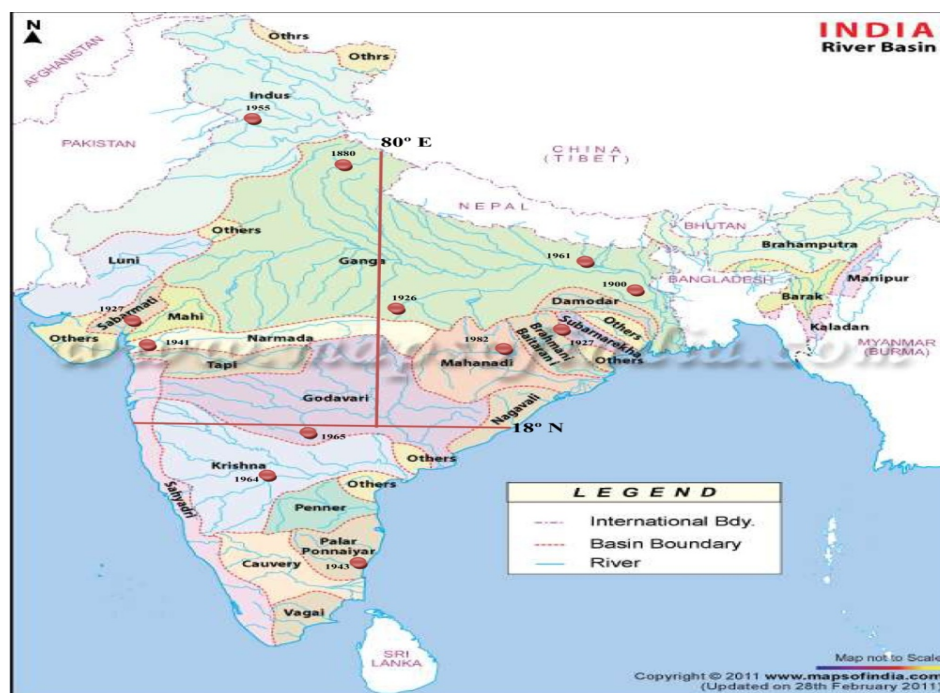 N
INDIA
River Basin
AFGHANISTAN
Othrs
Othrs
Indus
1955
PAKISTAN
80° E
CHINA
(TIBET)
1880
NEPAL
BHUTAN
Others
Brahamputra
Luni
Ganga
1961
BANGLADESH
Manipur
1900
Barak
1926
Damodar
1927
Sabarmati
Mahi
Others
Kaladan
Subarnarekha
Others
Narmada
1941
1982
Brahmani
Baitarani
1927
MYANMAR
(BURMA)
www.mapsofindia.com
Tapi
Mahanadi
Others
Godavari
Nagavali
18° N
1965
Krishna
1964
Others
Others
Sahyadri
Penner
LEGEND
International Bdy.
Basin Boundary
River
Palar
Ponnaiyar
Cauvery
1943
Vagai
SRI
LANKA
Map not to Scale
Copyright © 2011 www.mapsofindia.com
(Updated on 28th February 2011)